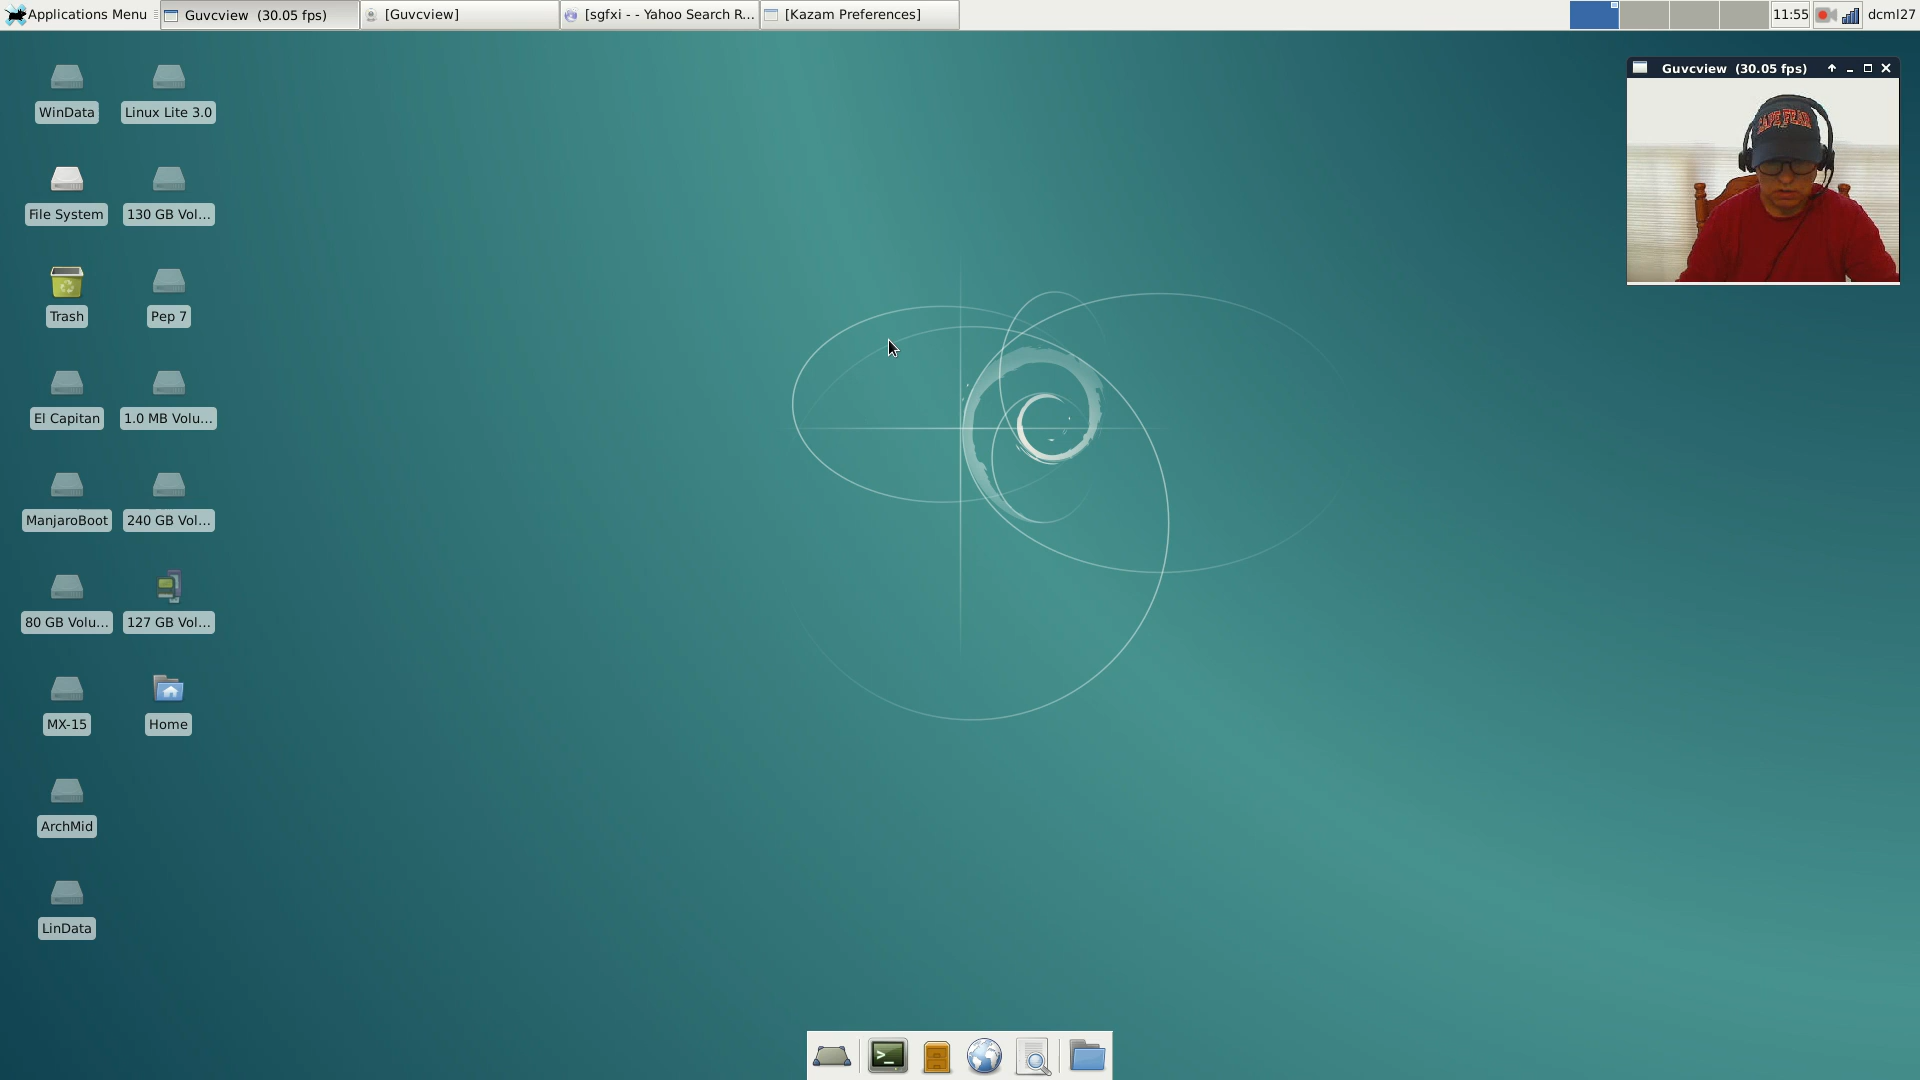 Applications Menu
Guvcview (30.05 fps)
[Guvcview]
[sgfxi - - Yahoo Search R...
[Kazam Preferences]
11:55
dcml27
Guvcview (30.05 fps)
CAPE FEAR
WinData
Linux Lite 3.0
File System
130 GB Vol...
Trash
Pep 7
El Capitan
1.0 MB Volu...
ManjaroBoot
240 GB Vol...
80 GB Volu...
127 GB Vol...
MX-15
Home
ArchMid
LinData